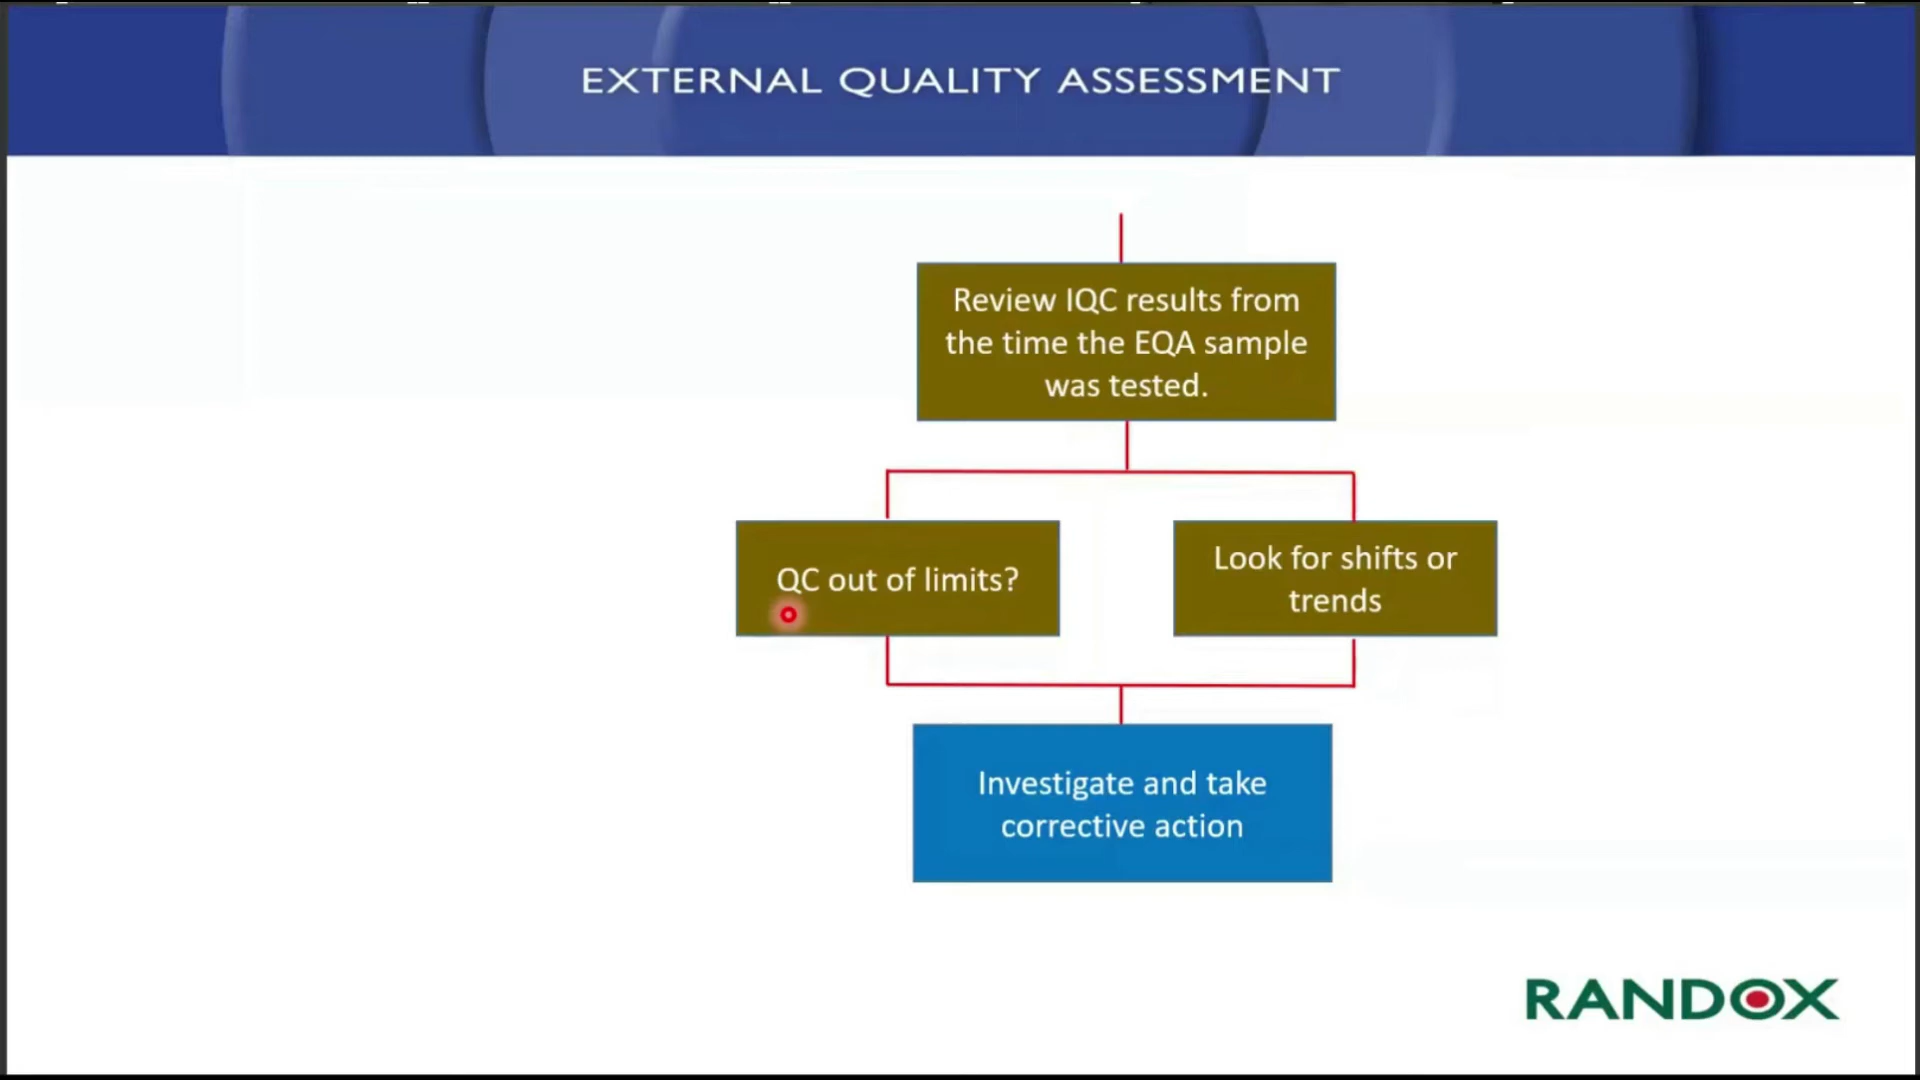 EXTERNAL QUALITY ASSESSMENT
Review IQC results from
the time the EQA sample
was tested.
QC out of limits?
Look for shifts or
trends
Investigate and take
corrective action
RANDOX